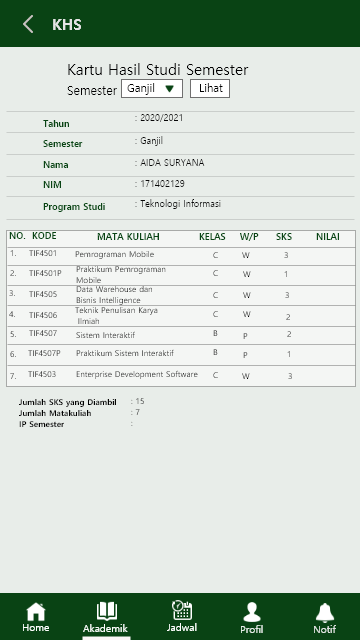 KHS
Kartu Hasil Studi Semester
Semester Ganjil Lihat
Tahun : 2020/2021
Semester : Ganjil
Nama : AIDA SURYANA
NIM : 171402129
Program Studi : Teknologi Informasi
NO. KODE MATA KULIAH KELAS W/P SKS NILAI
1. TIF4501 Pemrograman Mobile C W 3
2. TIF4501P Praktikum Pemrograman Mobile C W 1
3. TIF4505 Data Warehouse dan Bisnis Intelligence C W 3
4. TIF4506 Teknik Penulisan Karya Ilmiah C W 2
5. TIF4507 Sistem Interaktif B P 2
6. TIF4507P Praktikum Sistem Interaktif B P 1
7. TIF4503 Enterprise Development Software C W 3
Jumlah SKS yang Diambil : 15
Jumlah Matakuliah : 7
IP Semester :
Home Akademik Jadwal Profil Notif